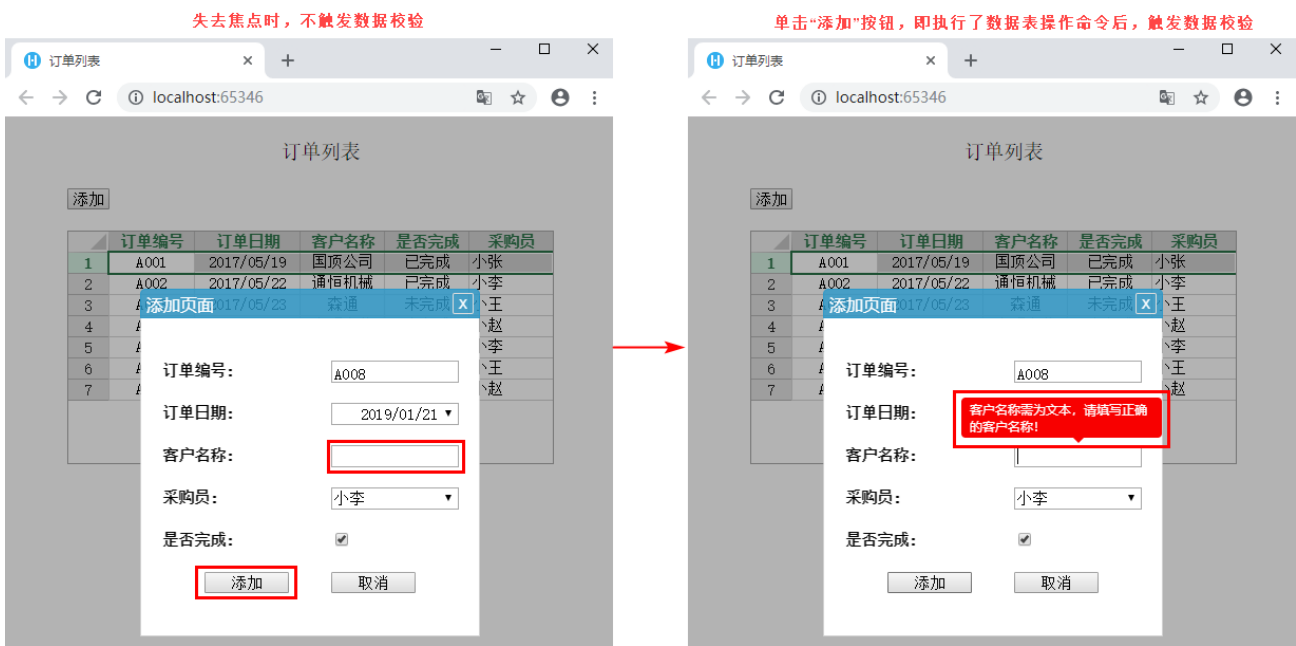 失去焦点时，不触发数据校验
订单列表
localhost:65346
订单列表
添加
订单编号 订单日期 客户名称 是否完成 采购员
1 A001 2017/05/19 国顶公司 已完成 小张
2 A002 2017/05/22 通恒机械 已完成 小李
3 2017/05/23 森通 未完成 小王
4 小赵
5 小李
6 小王
7 小赵
添加页面 X
订单编号： A008
订单日期： 2019/01/21
客户名称：
采购员： 小李
是否完成：
添加 取消
单击“添加”按钮，即执行了数据表操作命令后，触发数据校验
订单列表
localhost:65346
订单列表
添加
订单编号 订单日期 客户名称 是否完成 采购员
1 A001 2017/05/19 国顶公司 已完成 小张
2 A002 2017/05/22 通恒机械 已完成 小李
3 2017/05/23 森通 未完成 小王
4 小赵
5 小李
6 小王
7 小赵
添加页面 X
订单编号： A008
订单日期：
客户名称需为文本，请填写正确
的客户名称！
客户名称：
采购员： 小李
是否完成：
添加 取消